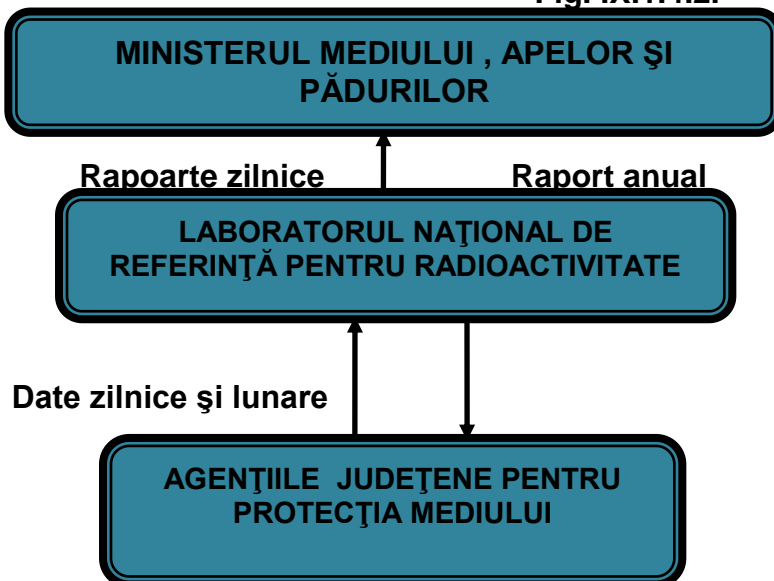 MINISTERUL MEDIULUI , APELOR ŞI
PĂDURILOR
Rapoarte zilnice Raport anual
LABORATORUL NAŢIONAL DE
REFERINŢĂ PENTRU RADIOACTIVITATE
Date zilnice şi lunare
AGENŢIILE JUDEŢENE PENTRU
PROTECŢIA MEDIULUI